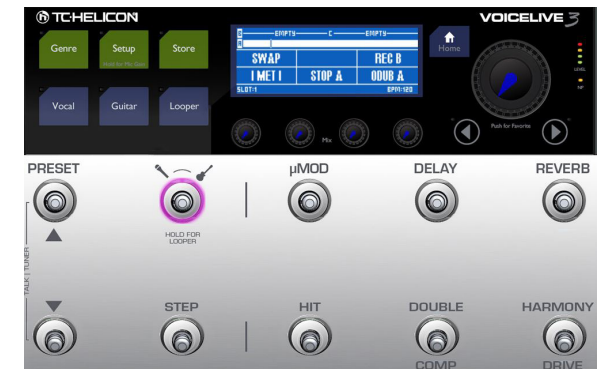 TC·HELICON
VOICELIVE 3
Genre
Setup
Hold for Mic Gain
Store
Home
Vocal
Guitar
Looper
EMPTY C EMPTY
SWAP REC B
[ MET ] STOP A ODUB A
SLOT:1 BPM:120
Mix
Push for Favorite
LEVEL
INP
PRESET
µMOD
DELAY
REVERB
HOLD FOR
LOOPER
TALK | TUNER
STEP
HIT
DOUBLE
HARMONY
COMP
DRIVE